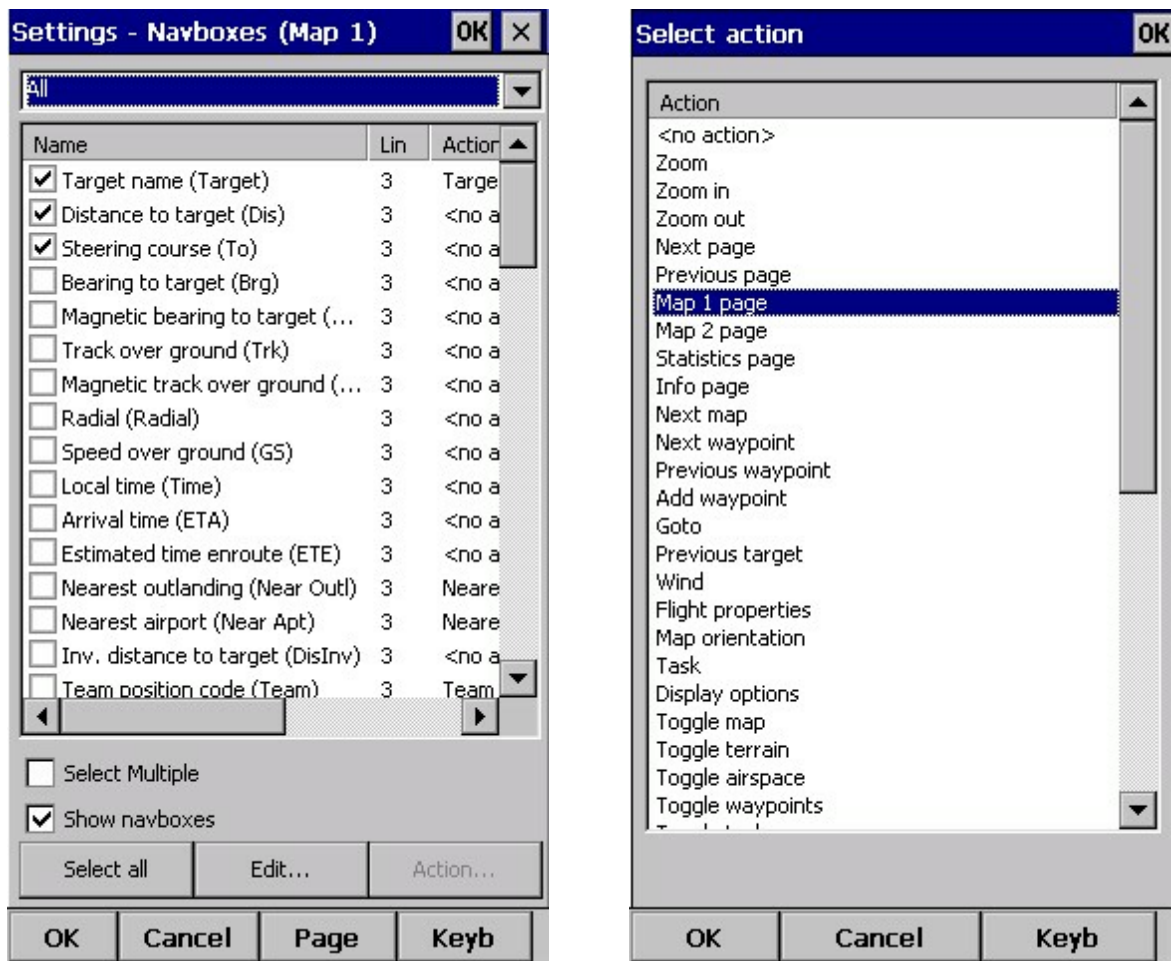 Settings - Navboxes (Map 1) OK
All
Name Lin Action
Target name (Target) 3 Targe
Distance to target (Dis) 3 <no a
Steering course (To) 3 <no a
Bearing to target (Brg) 3 <no a
Magnetic bearing to target (... 3 <no a
Track over ground (Trk) 3 <no a
Magnetic track over ground (... 3 <no a
Radial (Radial) 3 <no a
Speed over ground (GS) 3 <no a
Local time (Time) 3 <no a
Arrival time (ETA) 3 <no a
Estimated time enroute (ETE) 3 <no a
Nearest outlanding (Near Outl) 3 Neare
Nearest airport (Near Apt) 3 Neare
Inv. distance to target (DisInv) 3 <no a
Team position code (Team) 3 Team
Select Multiple
Show navboxes
Select all Edit... Action...
OK Cancel Page Keyb
Select action OK
Action
<no action>
Zoom
Zoom in
Zoom out
Next page
Previous page
Map 1 page
Map 2 page
Statistics page
Info page
Next map
Next waypoint
Previous waypoint
Add waypoint
Goto
Previous target
Wind
Flight properties
Map orientation
Task
Display options
Toggle map
Toggle terrain
Toggle airspace
Toggle waypoints
OK Cancel Keyb